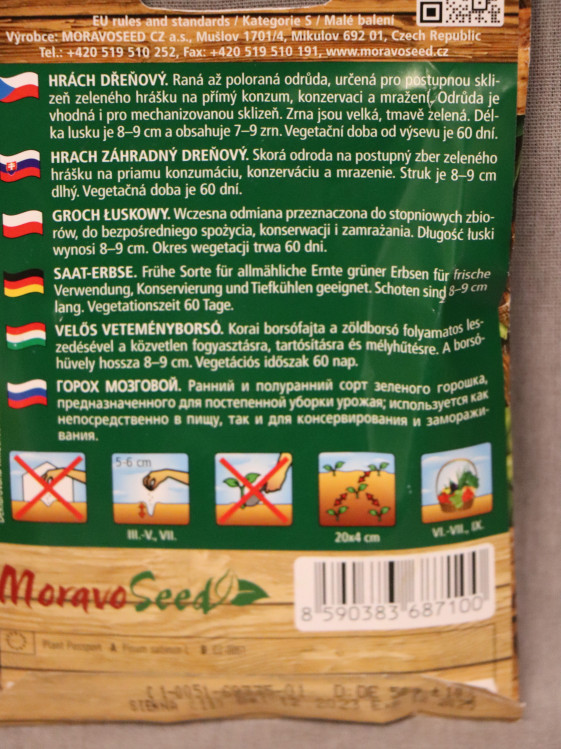 EU rules and standards / Kategorie S / Malé balení
Výrobce: MORAVOSEED CZ a.s., Mušlov 1701/4, Mikulov 692 01, Czech Republic
Tel.: +420 519 510 252, Fax: +420 519 510 191, www.moravoseed.cz
HRÁCH DŘEŇOVÝ. Raná až poloraná odrůda, určená pro postupnou skli-
zeň zeleného hrášku na přímý konzum, konzervaci a mražení. Odrůda je
vhodná i pro mechanizovanou sklizeň. Zrna jsou velká, tmavě zelená. Dél-
ka lusku je 8–9 cm a obsahuje 7–9 zrn. Vegetační doba od výsevu je 60 dní.
HRACH ZÁHRADNÝ DREŇOVÝ. Skorá odroda na postupný zber zeleného
hrášku na priamu konzumáciu, konzerváciu a mrazenie. Struk je 8–9 cm
dlhý. Vegetačná doba je 60 dní.
GROCH ŁUSKOWY. Wczesna odmiana przeznaczona do stopniowych zbio-
rów, do bezpośredniego spożycia, konserwacji i zamrażania. Długość łuski
wynosi 8–9 cm. Okres wegetacji trwa 60 dni.
SAAT-ERBSE. Frühe Sorte für allmähliche Ernte grüner Erbsen für frische
Verwendung, Konservierung und Tiefkühlen geeignet. Schoten sind 8–9 cm
lang. Vegetationszeit 60 Tage.
VELŐS VETEMÉNYBORSÓ. Korai borsófajta a zöldborsó folyamatos les-
zedésével a közvetlen fogyasztásra, tartósításra és mélyhűtésre. A borsó-
hüvely hossza 8–9 cm. Vegetációs időszak 60 nap.
ГОРОХ МОЗГОВОЙ. Ранний и полуранний сорт зеленого горошка,
предназначенного для постепенной уборки урожая; используется как
непосредственно в пищу, так и для консервирования и заморажи-
вания.
5-6 cm
III.-V., VII.
20x4 cm
VI.-VII., IX.
MoravoSeed
8 590383 687100
Plant Passport A Pisum sativum L. B CZ-0051